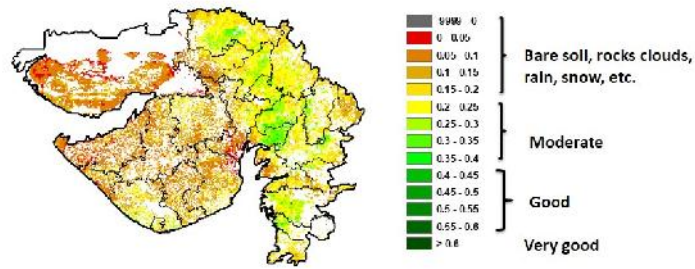 -9999 - 0
0 - 0.05
0.05 - 0.1
0.1 - 0.15
0.15 - 0.2
0.2 - 0.25
0.25 - 0.3
0.3 - 0.35
0.35 - 0.4
0.4 - 0.45
0.45 - 0.5
0.5 - 0.55
0.55 - 0.6
> 0.6
Bare soil, rocks clouds,
rain, snow, etc.
Moderate
Good
Very good